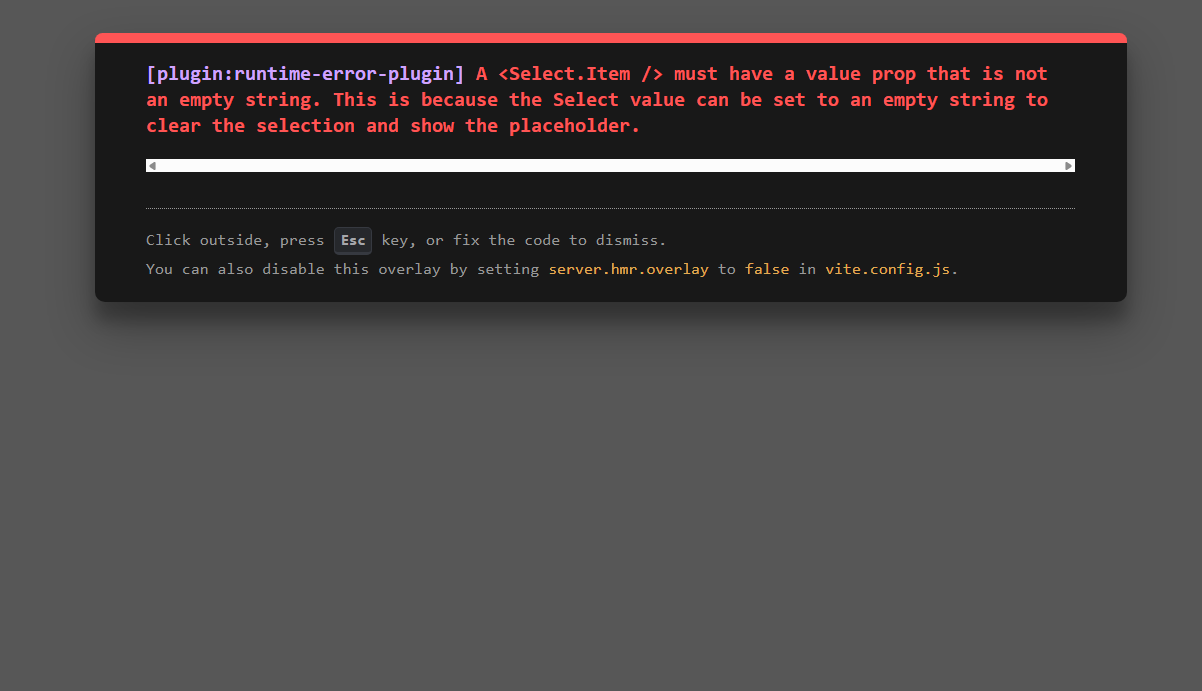 [plugin:runtime-error-plugin] A <Select.Item /> must have a value prop that is not
an empty string. This is because the Select value can be set to an empty string to
clear the selection and show the placeholder.
Click outside, press Esc key, or fix the code to dismiss.
You can also disable this overlay by setting server.hmr.overlay to false in vite.config.js.